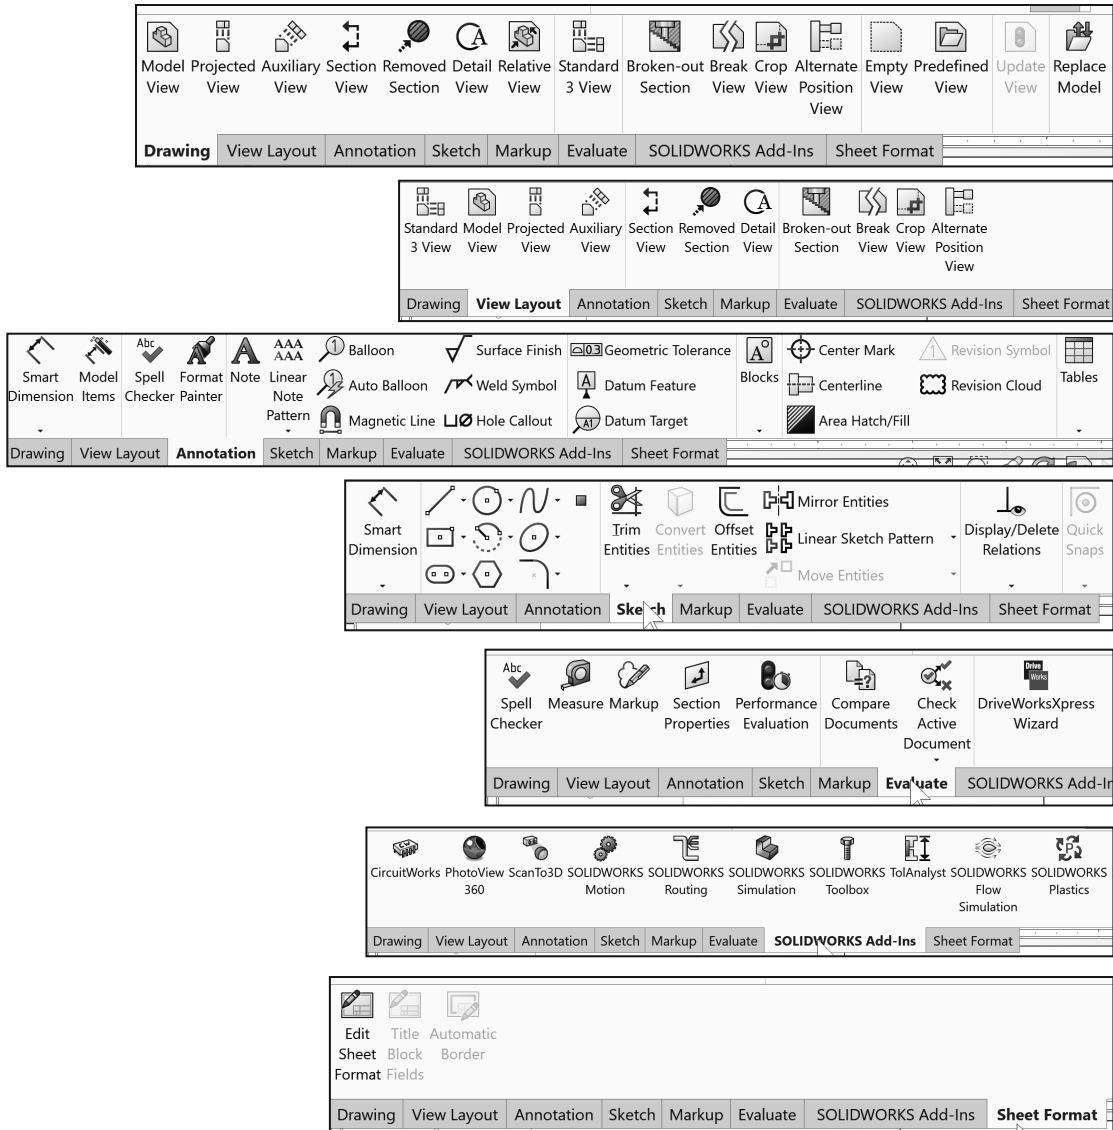 Model Projected Auxiliary Section Removed Detail Relative Standard Broken-out Break Crop Alternate Empty Predefined Update Replace
View View View View Section View View 3 View Section View View Position View View View Model
View
Drawing View Layout Annotation Sketch Markup Evaluate SOLIDWORKS Add-Ins Sheet Format
Standard Model Projected Auxiliary Section Removed Detail Broken-out Break Crop Alternate
3 View View View View View Section View Section View View Position
View
Drawing View Layout Annotation Sketch Markup Evaluate SOLIDWORKS Add-Ins Sheet Format
Abc AAA AAA 1 Balloon Surface Finish 0.3 Geometric Tolerance A Center Mark 1 Revision Symbol
Smart Model Spell Format Note Linear 1 Auto Balloon Weld Symbol A Datum Feature Blocks Centerline Revision Cloud Tables
Dimension Items Checker Painter Note
Pattern Magnetic Line Hole Callout A1 Datum Target Area Hatch/Fill
Drawing View Layout Annotation Sketch Markup Evaluate SOLIDWORKS Add-Ins Sheet Format
Mirror Entities
Smart Trim Convert Offset Linear Sketch Pattern Display/Delete Quick
Dimension Entities Entities Entities Relations Snaps
Move Entities
Drawing View Layout Annotation Sketch Markup Evaluate SOLIDWORKS Add-Ins Sheet Format
Abc =? Drive Works
Spell Measure Markup Section Performance Compare Check DriveWorksXpress
Checker Properties Evaluation Documents Active Wizard
Document
Drawing View Layout Annotation Sketch Markup Evaluate SOLIDWORKS Add-In
CircuitWorks PhotoView ScanTo3D SOLIDWORKS SOLIDWORKS SOLIDWORKS SOLIDWORKS TolAnalyst SOLIDWORKS SOLIDWORKS
360 Motion Routing Simulation Toolbox Flow Plastics
Simulation
Drawing View Layout Annotation Sketch Markup Evaluate SOLIDWORKS Add-Ins Sheet Format
Edit Title Automatic
Sheet Block Border
Format Fields
Drawing View Layout Annotation Sketch Markup Evaluate SOLIDWORKS Add-Ins Sheet Format